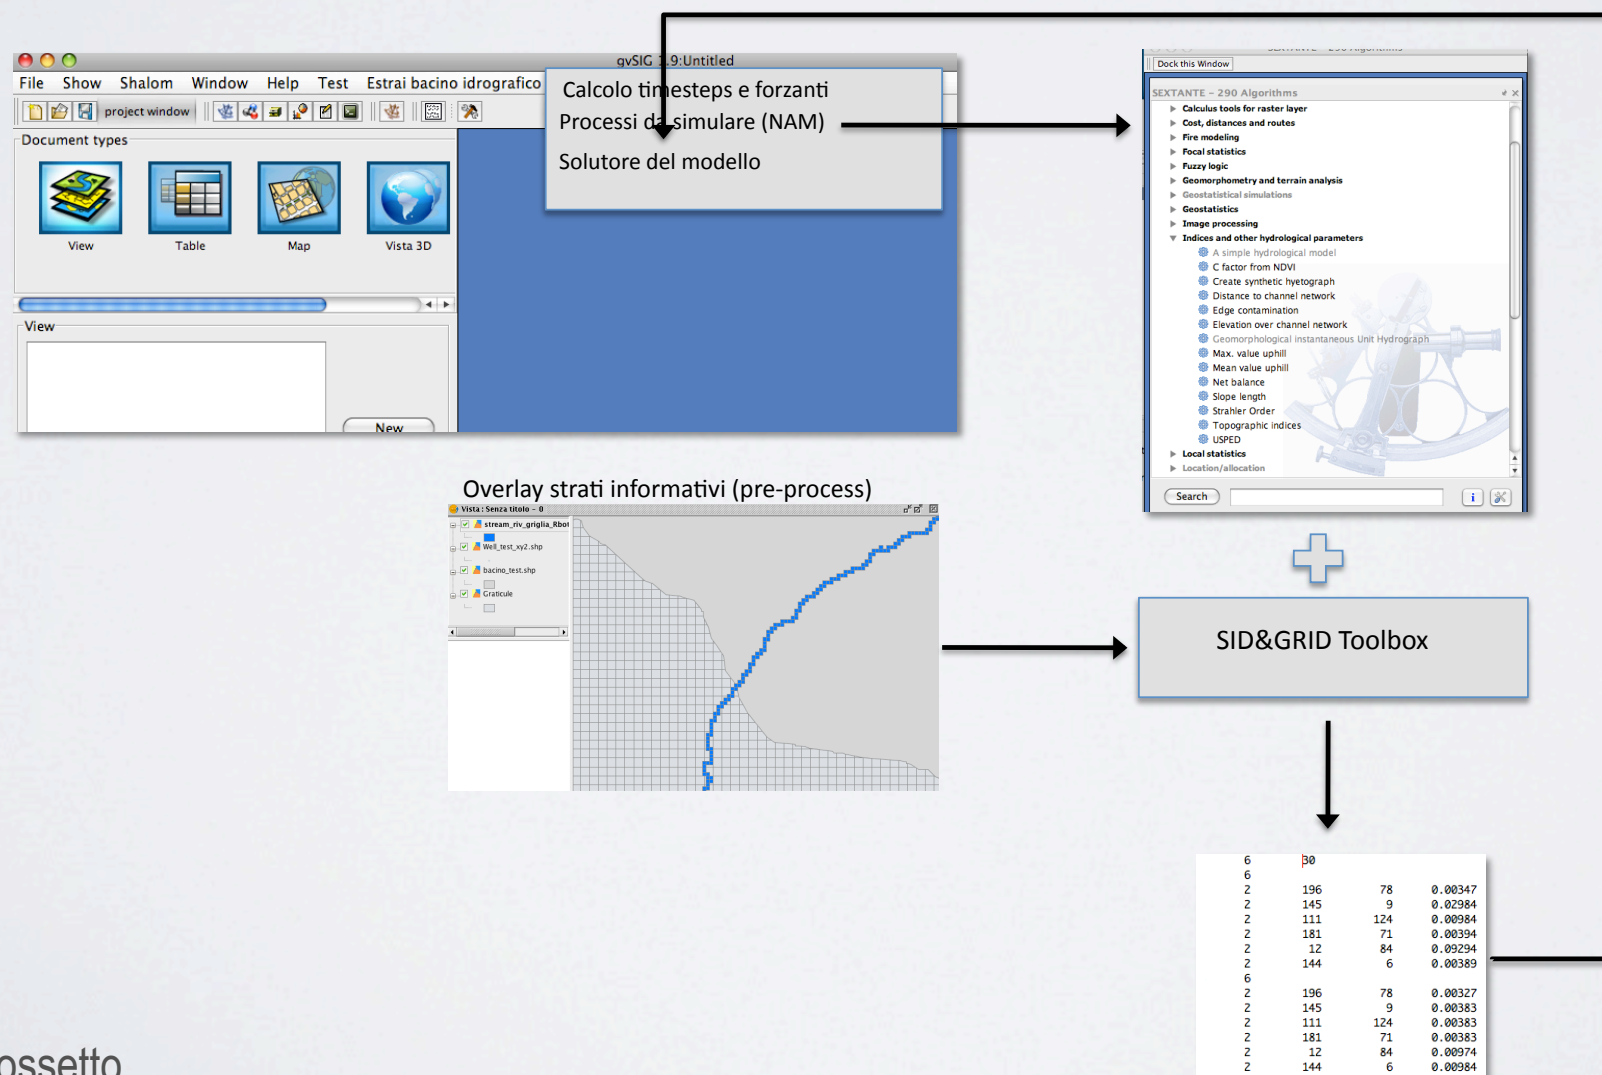 gvSIG 1.9:Untitled
File Show Shalom Window Help Test Estrai bacino idrografico
project window
Document types
View Table Map Vista 3D
View
New
Calcolo timesteps e forzanti
Processi da simulare (NAM)
Solutore del modello
SEXTANTE - 290 Algorithms
Dock this Window
SEXTANTE - 290 Algorithms
Calculus tools for raster layer
Cost, distances and routes
Fire modeling
Focal statistics
Fuzzy logic
Geomorphometry and terrain analysis
Geostatistical simulations
Geostatistics
Image processing
Indices and other hydrological parameters
A simple hydrological model
C factor from NDVI
Create synthetic hyetograph
Distance to channel network
Edge contamination
Elevation over channel network
Geomorphological instantaneous Unit Hydrograph
Max. value uphill
Mean value uphill
Net balance
Slope length
Strahler Order
Topographic indices
USPED
Local statistics
Location/allocation
Search
Overlay strati informativi (pre-process)
Vista : Senza titolo - 0
stream_riv_griglia_Rbot
Well_test_xy2.shp
bacino_test.shp
Graticule
SID&GRID Toolbox
6 30
6
2 196 78 0.00347
2 145 9 0.02984
2 111 124 0.00984
2 181 71 0.00394
2 12 84 0.09294
2 144 6 0.00389
6
2 196 78 0.00327
2 145 9 0.00383
2 111 124 0.00383
2 181 71 0.00383
2 12 84 0.00974
2 144 6 0.00984
ossetto